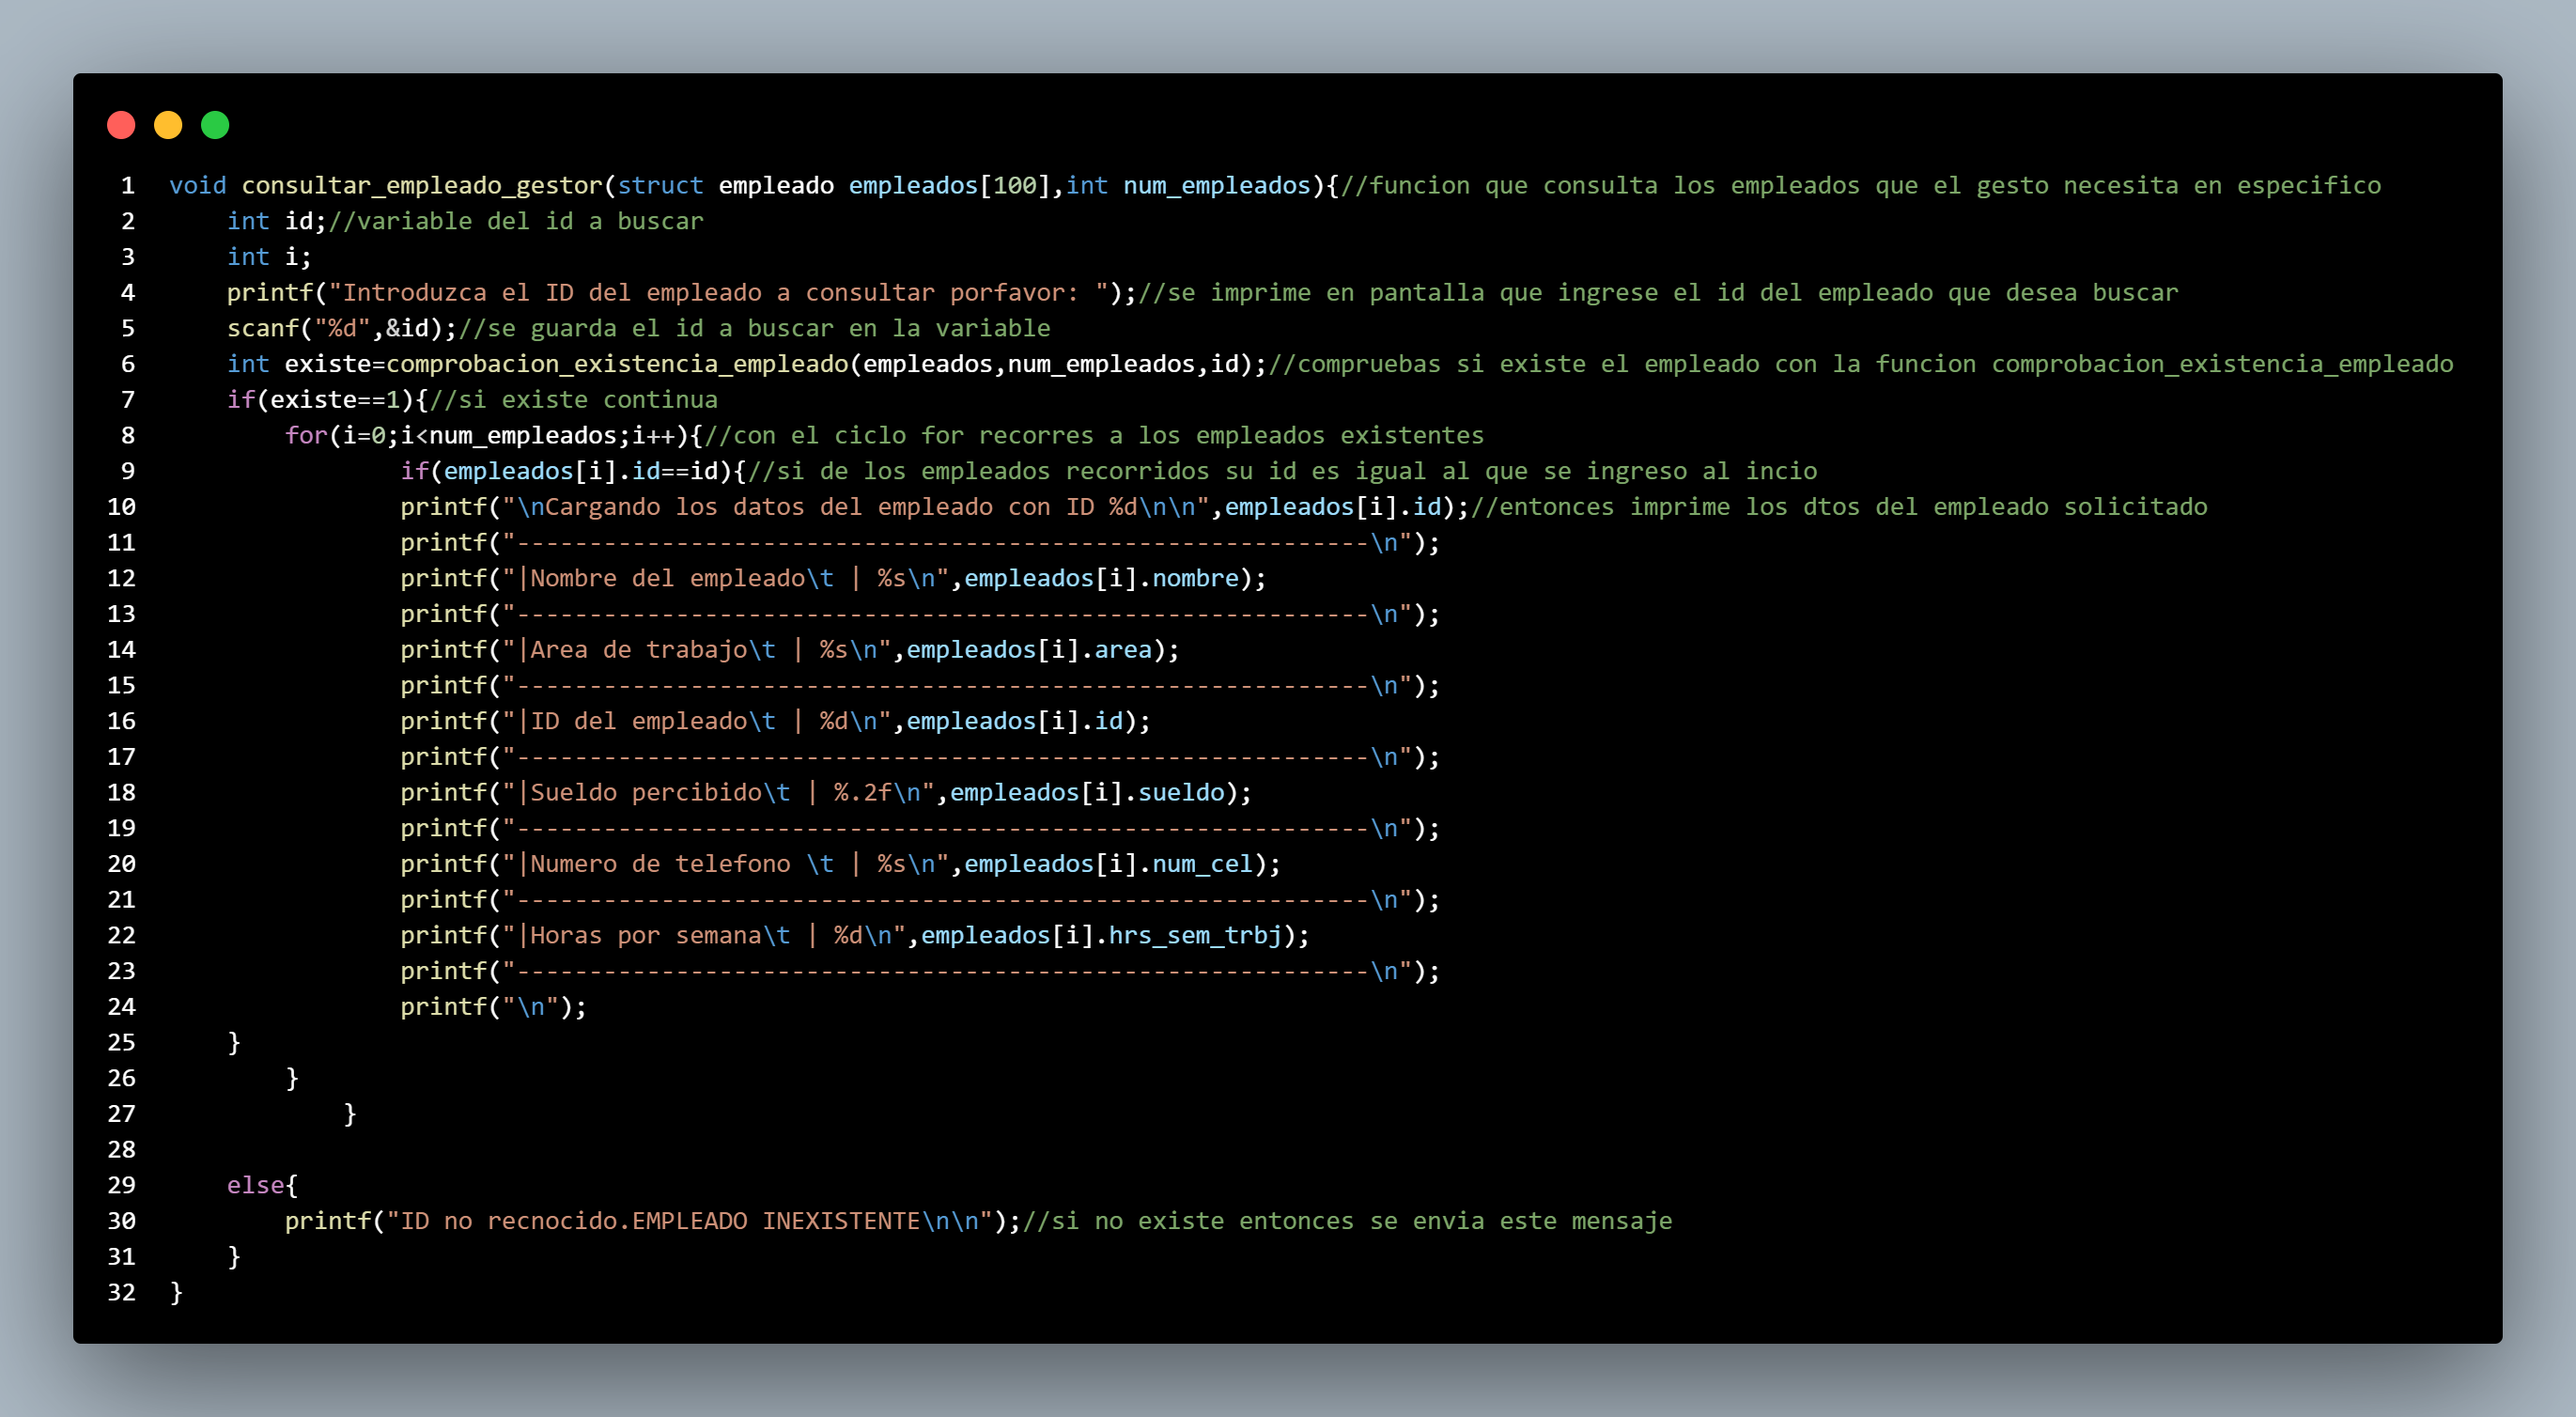 1 void consultar_empleado_gestor(struct empleado empleados[100],int num_empleados){//funcion que consulta los empleados que el gesto necesita en especifico
2     int id;//variable del id a buscar
3     int i;
4     printf("Introduzca el ID del empleado a consultar porfavor: ");//se imprime en pantalla que ingrese el id del empleado que desea buscar
5     scanf("%d",&id);//se guarda el id a buscar en la variable
6     int existe=comprobacion_existencia_empleado(empleados,num_empleados,id);//compruebas si existe el empleado con la funcion comprobacion_existencia_empleado
7     if(existe==1){//si existe continua
8         for(i=0;i<num_empleados;i++){//con el ciclo for recorres a los empleados existentes
9                 if(empleados[i].id==id){//si de los empleados recorridos su id es igual al que se ingreso al incio
10                 printf("\nCargando los datos del empleado con ID %d\n\n",empleados[i].id);//entonces imprime los dtos del empleado solicitado
11                 printf("-----------------------------------------------------------\n");
12                 printf("|Nombre del empleado\t | %s\n",empleados[i].nombre);
13                 printf("-----------------------------------------------------------\n");
14                 printf("|Area de trabajo\t | %s\n",empleados[i].area);
15                 printf("-----------------------------------------------------------\n");
16                 printf("|ID del empleado\t | %d\n",empleados[i].id);
17                 printf("-----------------------------------------------------------\n");
18                 printf("|Sueldo percibido\t | %.2f\n",empleados[i].sueldo);
19                 printf("-----------------------------------------------------------\n");
20                 printf("|Numero de telefono \t | %s\n",empleados[i].num_cel);
21                 printf("-----------------------------------------------------------\n");
22                 printf("|Horas por semana\t | %d\n",empleados[i].hrs_sem_trbj);
23                 printf("-----------------------------------------------------------\n");
24                 printf("\n");
25     }
26         }
27             }
28
29     else{
30         printf("ID no recnocido.EMPLEADO INEXISTENTE\n\n");//si no existe entonces se envia este mensaje
31     }
32 }